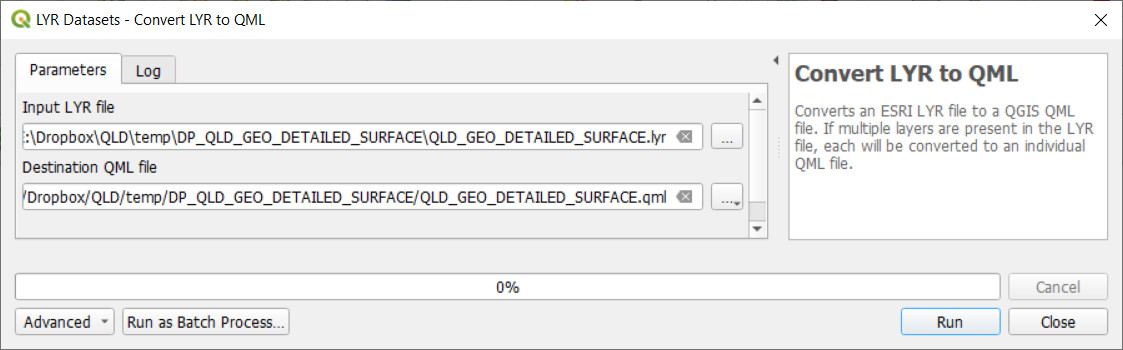 LYR Datasets - Convert LYR to QML
Parameters
Log
Input LYR file
:\Dropbox\QLD\temp\DP_QLD_GEO_DETAILED_SURFACE\QLD_GEO_DETAILED_SURFACE.lyr
...
Destination QML file
/Dropbox/QLD/temp/DP_QLD_GEO_DETAILED_SURFACE/QLD_GEO_DETAILED_SURFACE.qml
...
Convert LYR to QML
Converts an ESRI LYR file to a QGIS QML
file. If multiple layers are present in the LYR
file, each will be converted to an individual
QML file.
0%
Cancel
Advanced
Run as Batch Process...
Run
Close